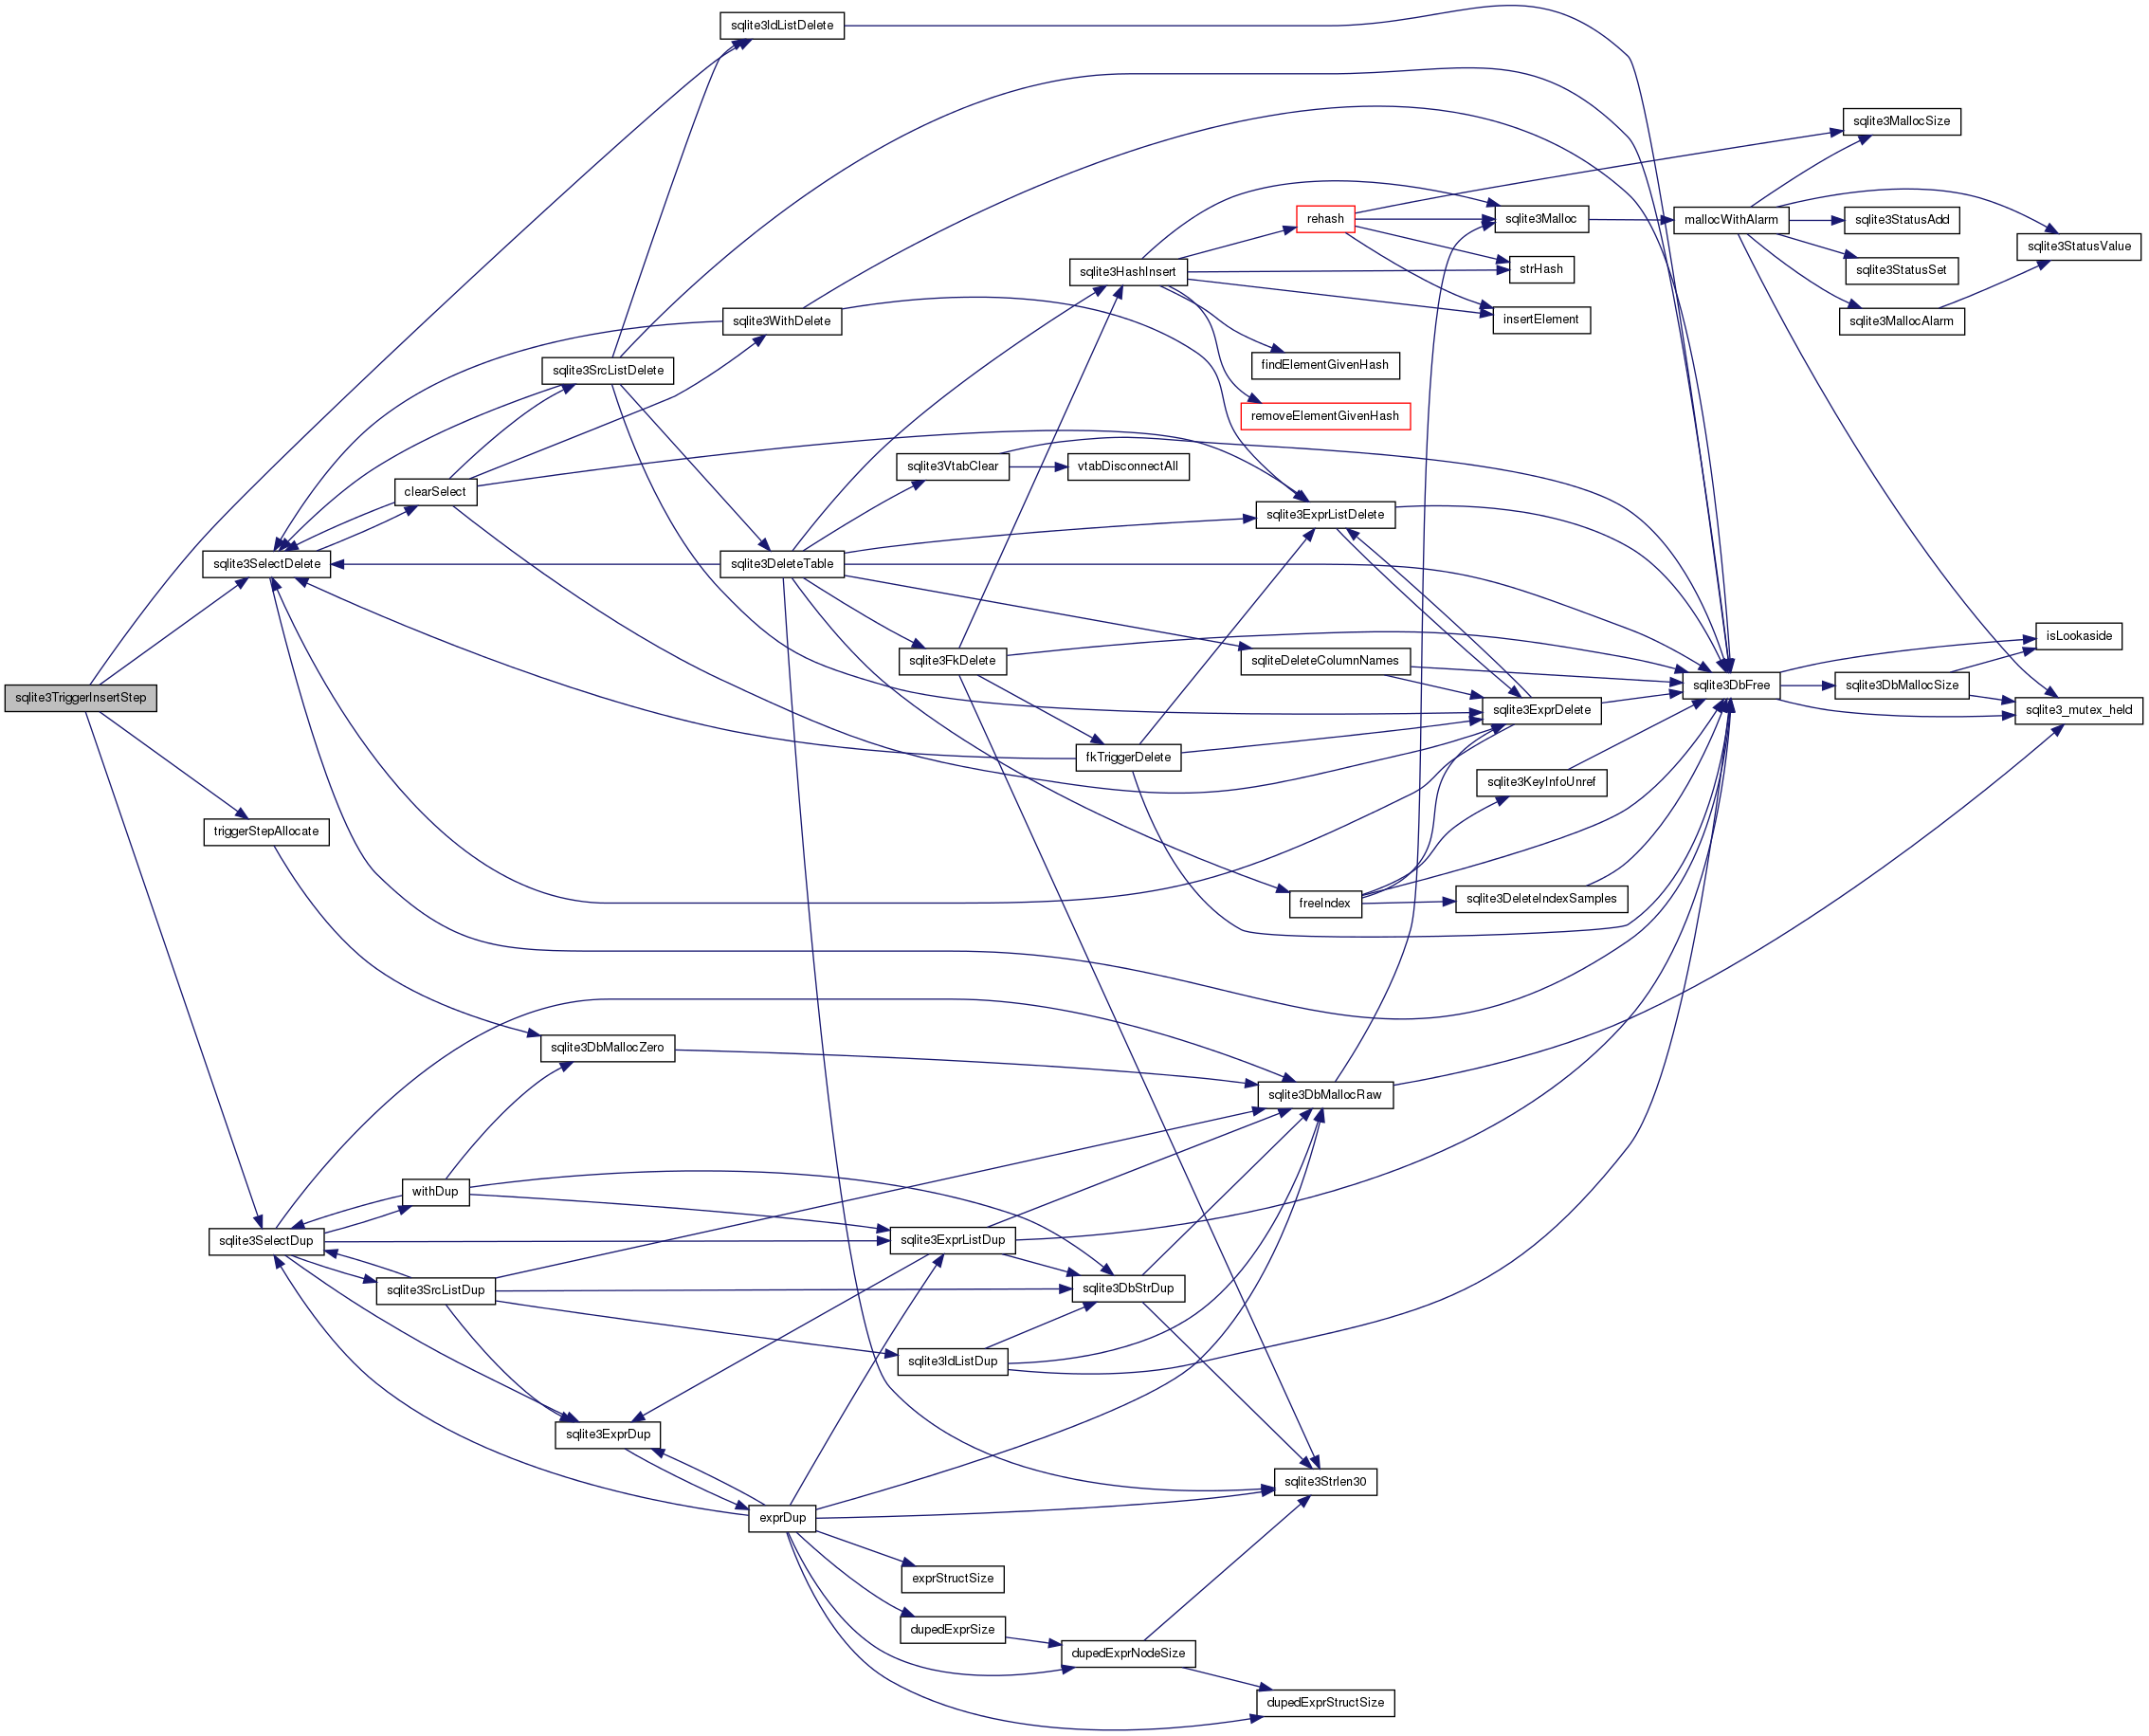 sqlite3IdListDelete
sqlite3MallocSize
rehash
sqlite3Malloc
mallocWithAlarm
sqlite3StatusAdd
sqlite3StatusValue
sqlite3HashInsert
strHash
sqlite3StatusSet
sqlite3WithDelete
insertElement
sqlite3MallocAlarm
sqlite3SrcListDelete
findElementGivenHash
removeElementGivenHash
sqlite3VtabClear
vtabDisconnectAll
clearSelect
sqlite3ExprListDelete
sqlite3SelectDelete
sqlite3DeleteTable
isLookaside
sqlite3FkDelete
sqliteDeleteColumnNames
sqlite3DbFree
sqlite3DbMallocSize
sqlite3TriggerInsertStep
sqlite3ExprDelete
sqlite3_mutex_held
fkTriggerDelete
sqlite3KeyInfoUnref
triggerStepAllocate
freeIndex
sqlite3DeleteIndexSamples
sqlite3DbMallocZero
sqlite3DbMallocRaw
withDup
sqlite3SelectDup
sqlite3ExprListDup
sqlite3SrcListDup
sqlite3DbStrDup
sqlite3IdListDup
sqlite3ExprDup
sqlite3Strlen30
exprDup
exprStructSize
dupedExprSize
dupedExprNodeSize
dupedExprStructSize